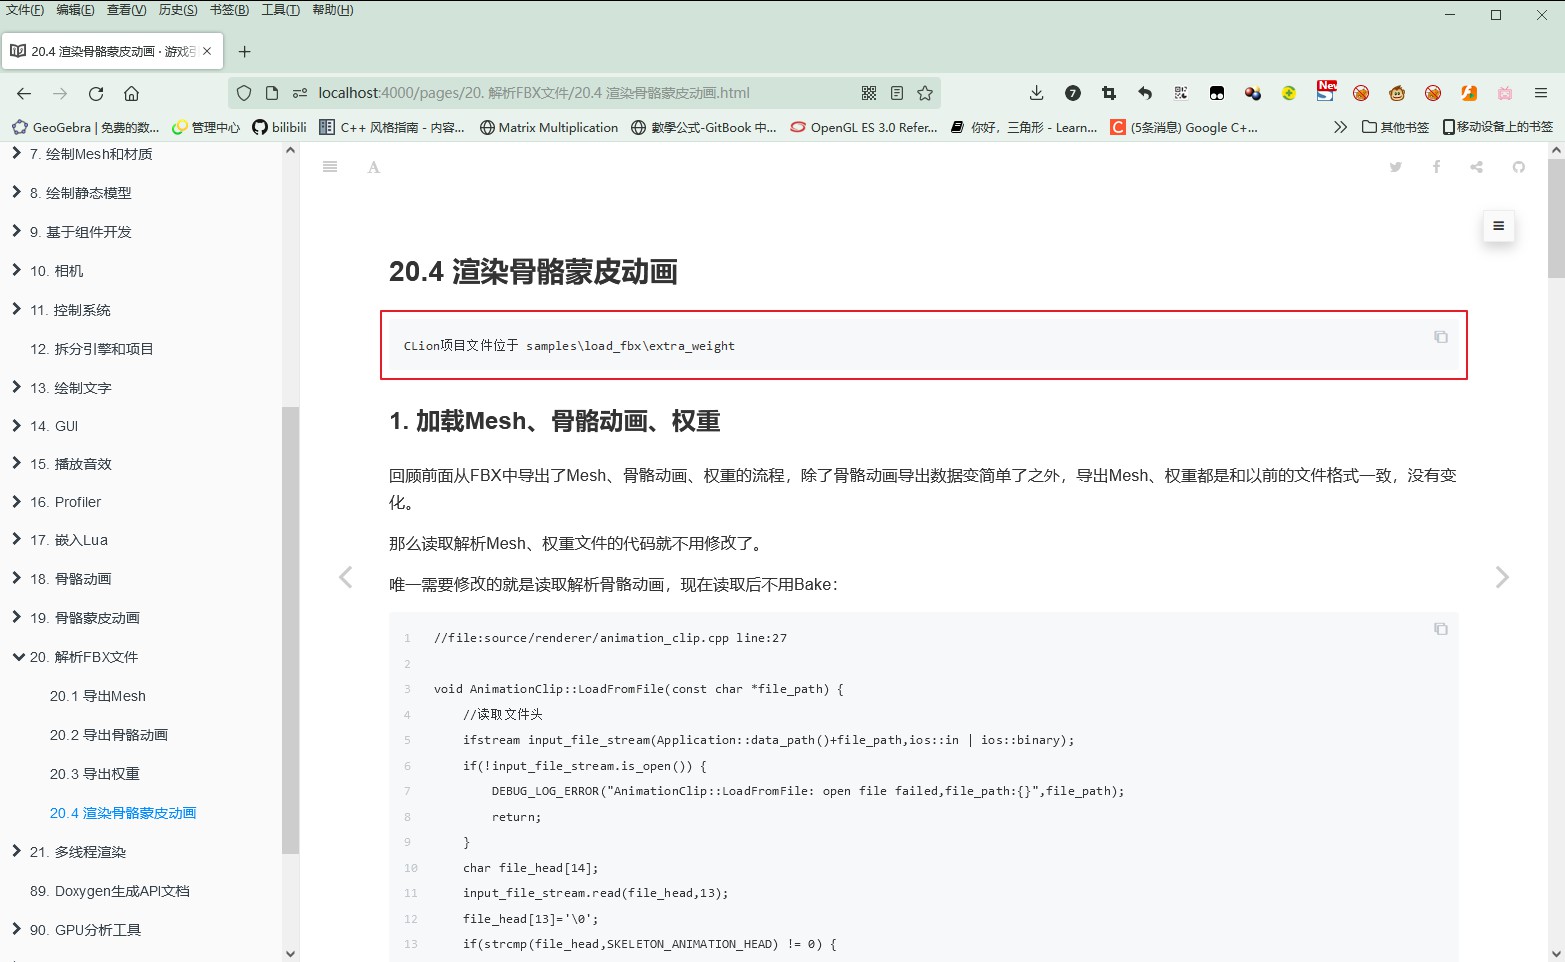 文件(F) 编辑(E) 查看(V) 历史(S) 书签(B) 工具(T) 帮助(H)
20.4 渲染骨骼蒙皮动画 · 游戏引
localhost:4000/pages/20. 解析FBX文件/20.4 渲染骨骼蒙皮动画.html
7
New
GeoGebra | 免费的数...
管理中心
bilibili
C++ 风格指南 - 内容...
Matrix Multiplication
數學公式-GitBook 中...
OpenGL ES 3.0 Refer...
你好，三角形 - Learn...
(5条消息) Google C+...
其他书签
移动设备上的书签
7. 绘制Mesh和材质
8. 绘制静态模型
9. 基于组件开发
10. 相机
11. 控制系统
12. 拆分引擎和项目
13. 绘制文字
14. GUI
15. 播放音效
16. Profiler
17. 嵌入Lua
18. 骨骼动画
19. 骨骼蒙皮动画
20. 解析FBX文件
20.1 导出Mesh
20.2 导出骨骼动画
20.3 导出权重
20.4 渲染骨骼蒙皮动画
21. 多线程渲染
89. Doxygen生成API文档
90. GPU分析工具
A
20.4 渲染骨骼蒙皮动画
CLion项目文件位于 samples\load_fbx\extra_weight
1. 加载Mesh、骨骼动画、权重
回顾前面从FBX中导出了Mesh、骨骼动画、权重的流程，除了骨骼动画导出数据变简单了之外，导出Mesh、权重都是和以前的文件格式一致，没有变
化。
那么读取解析Mesh、权重文件的代码就不用修改了。
唯一需要修改的就是读取解析骨骼动画，现在读取后不用Bake：
1 //file:source/renderer/animation_clip.cpp line:27
2
3 void AnimationClip::LoadFromFile(const char *file_path) {
4 //读取文件头
5 ifstream input_file_stream(Application::data_path()+file_path,ios::in | ios::binary);
6 if(!input_file_stream.is_open()) {
7 DEBUG_LOG_ERROR("AnimationClip::LoadFromFile: open file failed,file_path:{}",file_path);
8 return;
9 }
10 char file_head[14];
11 input_file_stream.read(file_head,13);
12 file_head[13]='\0';
13 if(strcmp(file_head,SKELETON_ANIMATION_HEAD) != 0) {